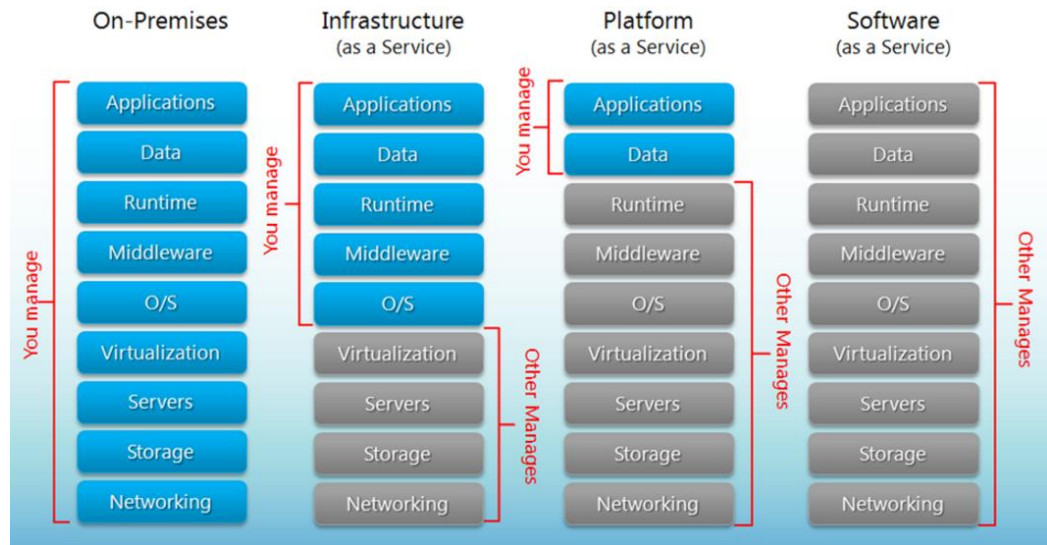 On-Premises
Infrastructure
(as a Service)
Platform
(as a Service)
Software
(as a Service)
You manage
Applications
Data
Runtime
Middleware
O/S
Virtualization
Servers
Storage
Networking
You manage
Applications
Data
Runtime
Middleware
O/S
Virtualization
Servers
Storage
Networking
Other Manages
You manage
Applications
Data
Runtime
Middleware
O/S
Virtualization
Servers
Storage
Networking
Other Manages
Applications
Data
Runtime
Middleware
O/S
Virtualization
Servers
Storage
Networking
Other Manages